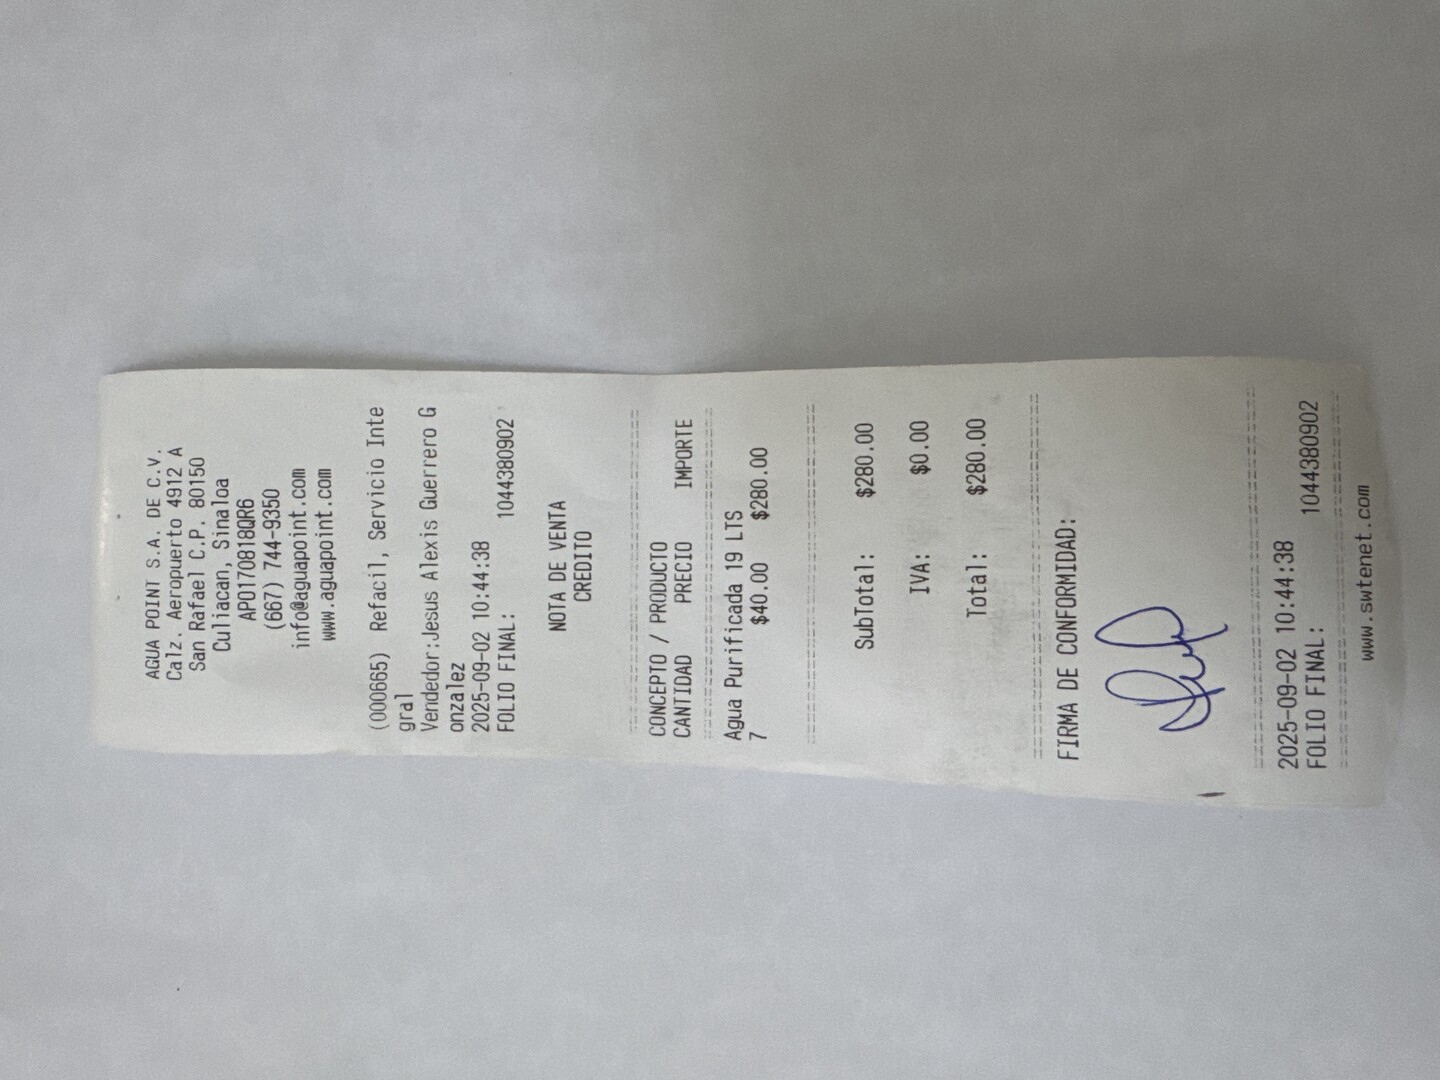 AGUA POINT S.A. DE C.V.
Calz. Aeropuerto 4912 A
San Rafael C.P. 80150
Culiacan, Sinaloa
APO170818QR6
(667) 744-9350
info@aguapoint.com
www.aguapoint.com
(000665) Refacil, Servicio Inte
gral
Vendedor:Jesus Alexis Guerrero G
onzalez
2025-09-02 10:44:38
FOLIO FINAL: 1044380902
NOTA DE VENTA
CREDITO
CONCEPTO / PRODUCTO
CANTIDAD PRECIO IMPORTE
Agua Purificada 19 LTS
7 $40.00 $280.00
SubTotal: $280.00
IVA: $0.00
Total: $280.00
FIRMA DE CONFORMIDAD:
2025-09-02 10:44:38
FOLIO FINAL: 1044380902
www.swtenet.com